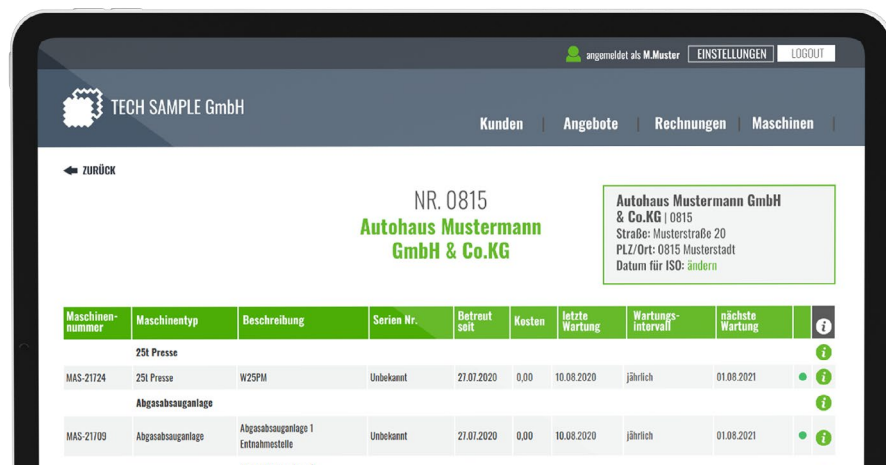 angemeldet als M.Muster EINSTELLUNGEN LOGOUT
TECH SAMPLE GmbH
Kunden | Angebote | Rechnungen | Maschinen |
ZURÜCK
NR. 0815
Autohaus Mustermann
GmbH & Co.KG
Autohaus Mustermann GmbH
& Co.KG | 0815
Straße: Musterstraße 20
PLZ/Ort: 0815 Musterstadt
Datum für ISO: ändern
Maschinen-
nummer
Maschinentyp
Beschreibung
Serien Nr.
Betreut
seit
Kosten
letzte
Wartung
Wartungs-
intervall
nächste
Wartung
i
25t Presse i
MAS-21724 25t Presse W25PM Unbekannt 27.07.2020 0,00 10.08.2020 jährlich 01.08.2021 i
Abgasabsauganlage i
MAS-21709 Abgasabsauganlage Abgasabsauganlage 1
Entnahmestelle
Unbekannt 27.07.2020 0,00 10.08.2020 jährlich 01.08.2021 i